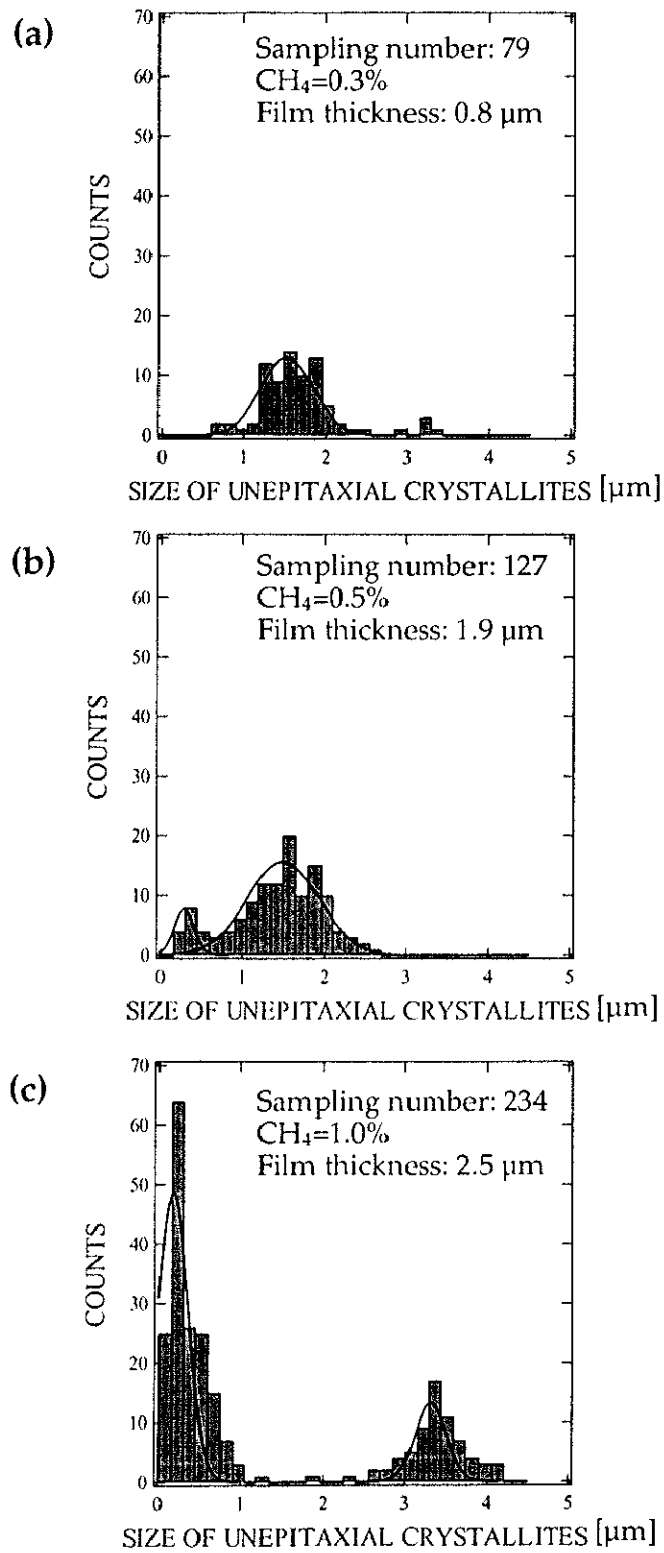 (a)
70
60
50
40
30
20
10
0
COUNTS
Sampling number: 79
CH₄=0.3%
Film thickness: 0.8 µm
0 1 2 3 4 5
SIZE OF UNEPITAXIAL CRYSTALLITES [µm]
(b)
70
60
50
40
30
20
10
0
COUNTS
Sampling number: 127
CH₄=0.5%
Film thickness: 1.9 µm
0 1 2 3 4 5
SIZE OF UNEPITAXIAL CRYSTALLITES [µm]
(c)
70
60
50
40
30
20
10
0
COUNTS
Sampling number: 234
CH₄=1.0%
Film thickness: 2.5 µm
0 1 2 3 4 5
SIZE OF UNEPITAXIAL CRYSTALLITES [µm]